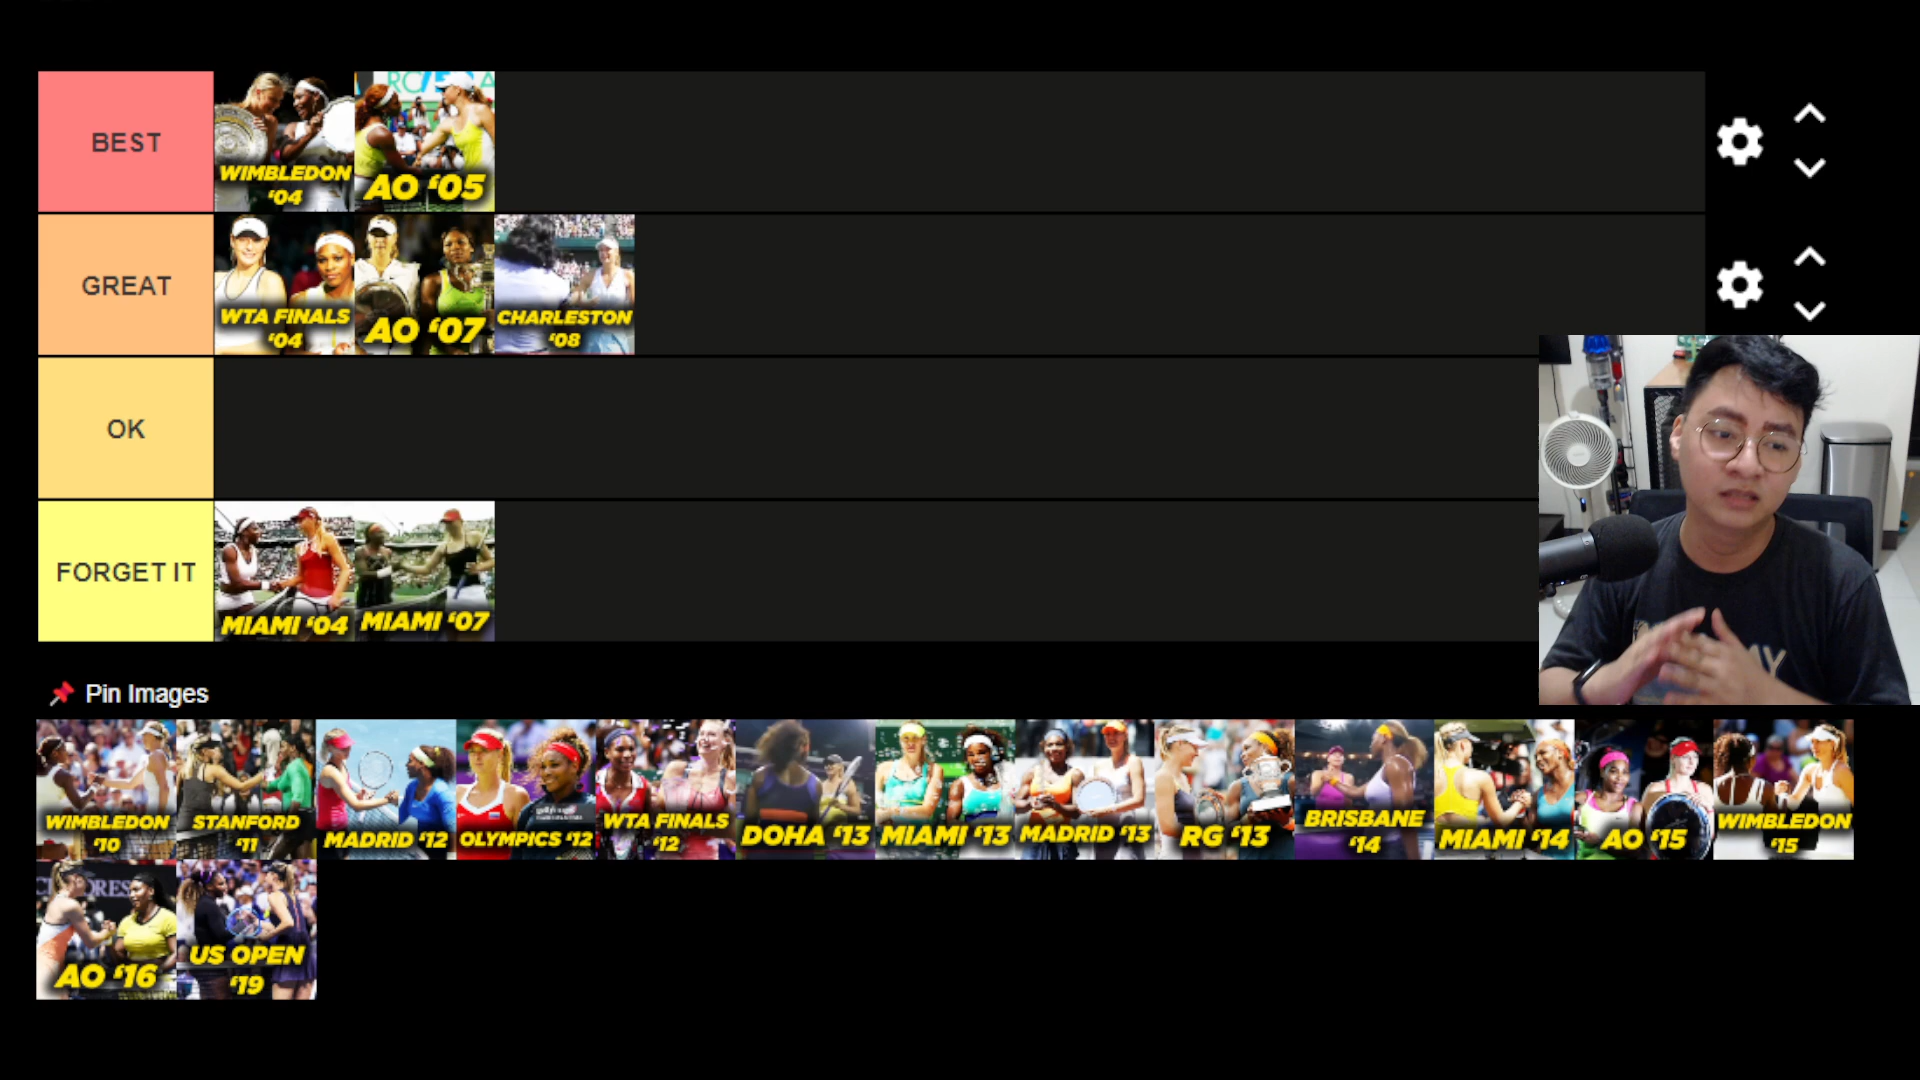 BEST
WIMBLEDON
‘04
AO ‘05
GREAT
WTA FINALS
‘04
AO ‘07
CHARLESTON
‘08
OK
FORGET IT
MIAMI ‘04
MIAMI ‘07
Pin Images
WIMBLEDON
‘10
STANFORD
‘11
MADRID ‘12
OLYMPICS ‘12
WTA FINALS
‘12
DOHA ‘13
MIAMI ‘13
MADRID ‘13
RG ‘13
BRISBANE
‘14
MIAMI ‘14
AO ‘15
WIMBLEDON
‘15
AO ‘16
US OPEN
‘19